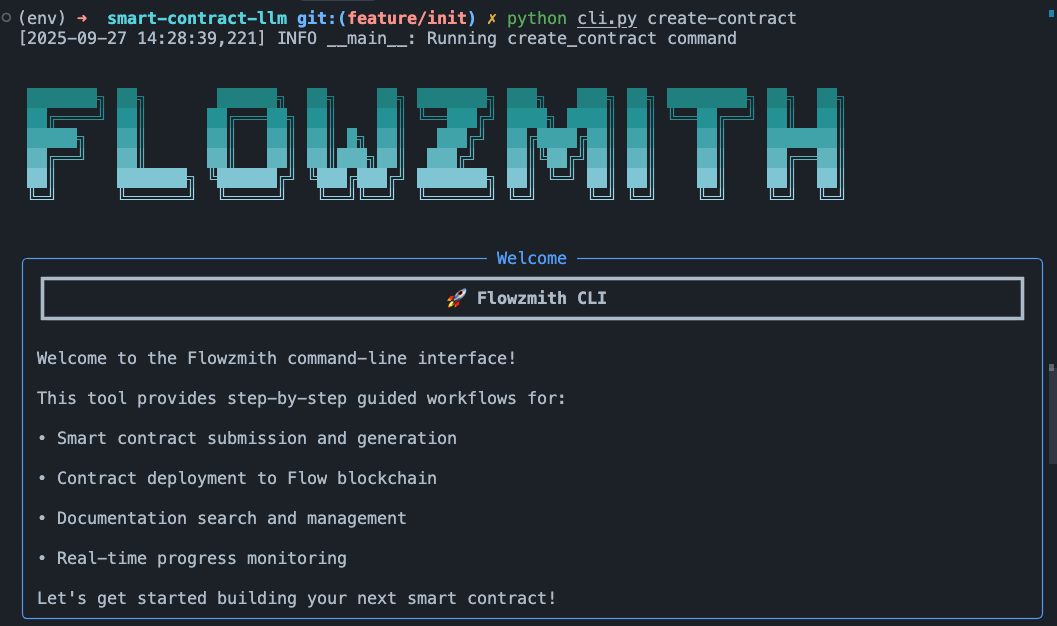 (env) ➜ smart-contract-llm git:(feature/init) ✗ python cli.py create-contract
[2025-09-27 14:28:39,221] INFO __main__: Running create_contract command
FLOWZMITH
Welcome
🚀 Flowzmith CLI
Welcome to the Flowzmith command-line interface!
This tool provides step-by-step guided workflows for:
• Smart contract submission and generation
• Contract deployment to Flow blockchain
• Documentation search and management
• Real-time progress monitoring
Let's get started building your next smart contract!